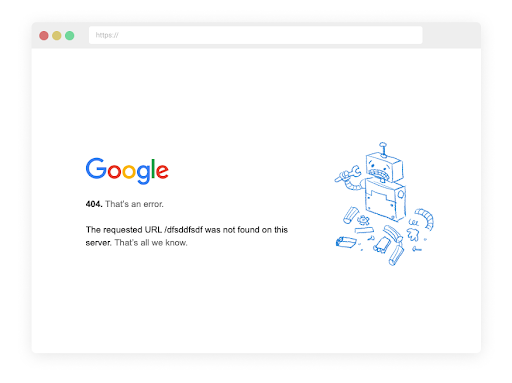 https://
Google
404. That's an error.
The requested URL /dfsddfsdf was not found on this
server. That's all we know.